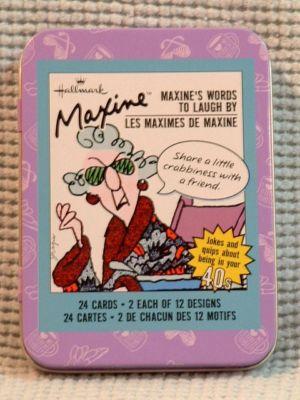 Hallmark
Maxine™
MAXINE'S WORDS
TO LAUGH BY
LES MAXIMES DE MAXINE
Share a little
crabbiness with
a friend.
Jokes and
quips about
being in your
40s
24 CARDS • 2 EACH OF 12 DESIGNS
24 CARTES • 2 DE CHACUN DES 12 MOTIFS